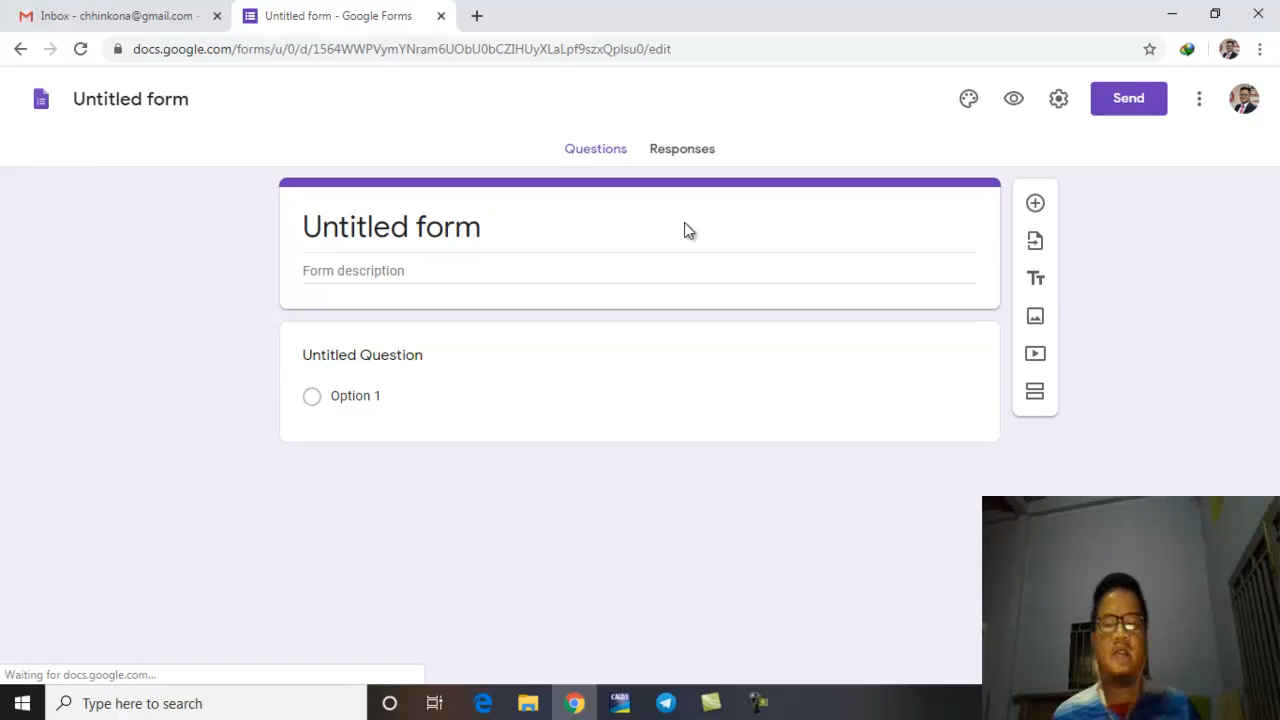 Inbox - chhinkona@gmail.com -
Untitled form - Google Forms
docs.google.com/forms/u/0/d/1564WWPVymYNram6UObU0bCZIHUyXLaLpf9szxQplsu0/edit
Untitled form
Send
Questions
Responses
Untitled form
Form description
Untitled Question
Option 1
Waiting for docs.google.com...
Type here to search